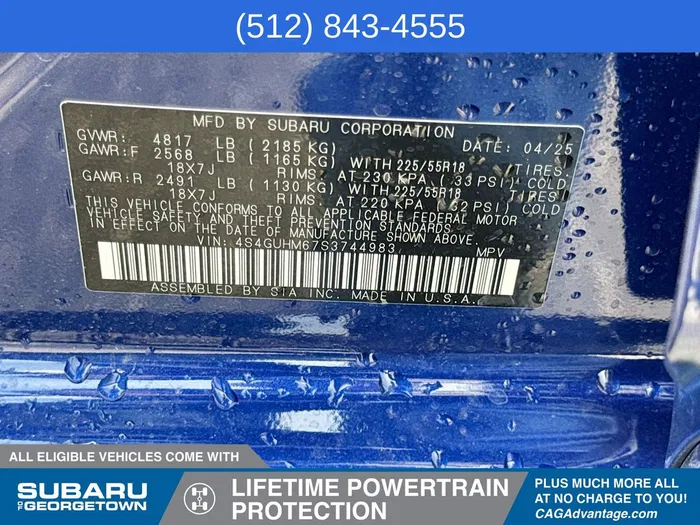 (512) 843-4555
MFD BY SUBARU CORPORATION DATE: 04/25
GVWR: 4817 LB (2185 KG)
GAWR:F 2568 LB (1165 KG) WITH 225/55R18 TIRES:
18X7J RIMS. AT 230 KPA (33 PSI) COLD
GAWR:R 2491 LB (1130 KG) WITH 225/55R18 TIRES:
18X7J RIMS. AT 220 KPA (32 PSI) COLD
THIS VEHICLE CONFORMS TO ALL APPLICABLE FEDERAL MOTOR
VEHICLE SAFETY AND THEFT PREVENTION STANDARDS
IN EFFECT ON THE DATE OF MANUFACTURE SHOWN ABOVE.
VIN: 4S4GUHM67S3744983 MPV
ASSEMBLED BY SIA INC. MADE IN U.S.A.
ALL ELIGIBLE VEHICLES COME WITH
SUBARU
OF GEORGETOWN
LIFETIME POWERTRAIN
PROTECTION
PLUS MUCH MORE ALL
AT NO CHARGE TO YOU!
CAGAdvantage.com